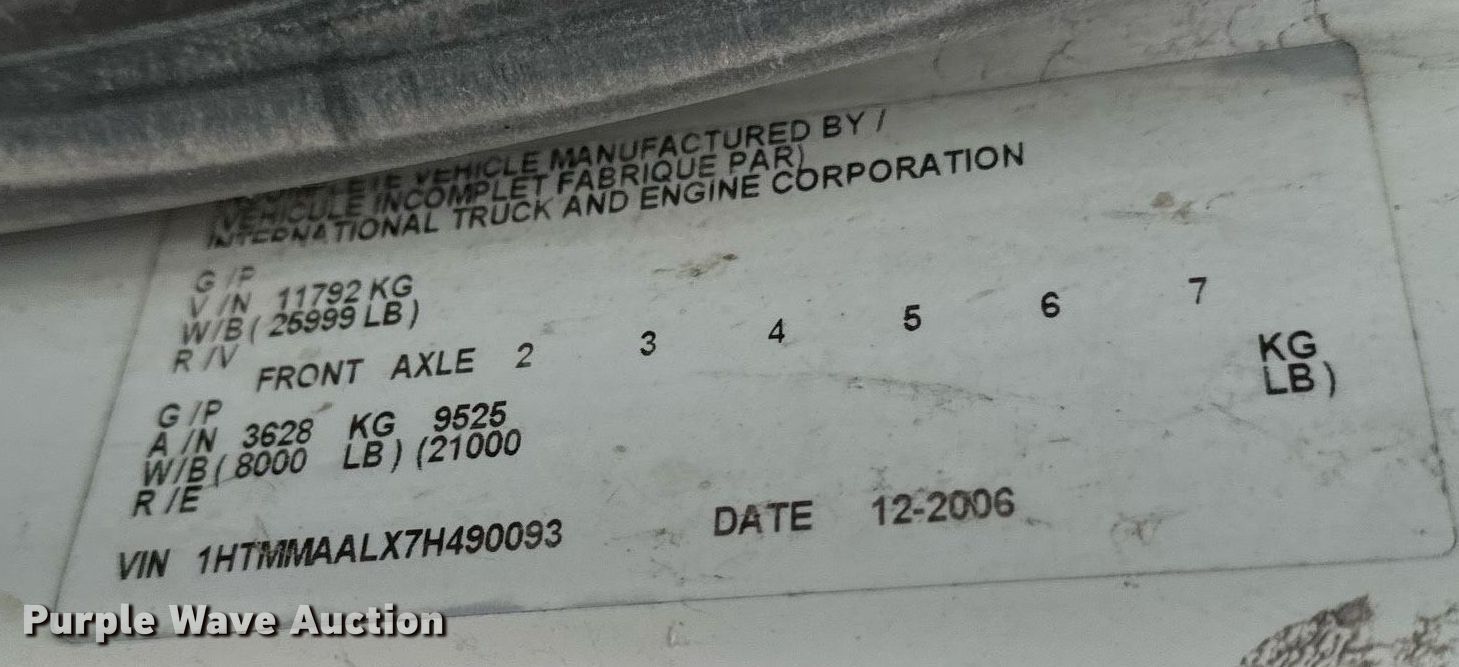 VEHICLE MANUFACTURED BY /
VEHICULE INCOMPLET FABRIQUE PAR)
INTERNATIONAL TRUCK AND ENGINE CORPORATION
G /P
V /N 11792 KG
W/B ( 25999 LB )
R /V
FRONT AXLE 2 3 4 5 6 7
KG
LB )
G /P
A /N 3628 KG 9525
W/B ( 8000 LB ) (21000
R /E
VIN 1HTMMAALX7H490093 DATE 12-2006
Purple Wave Auction